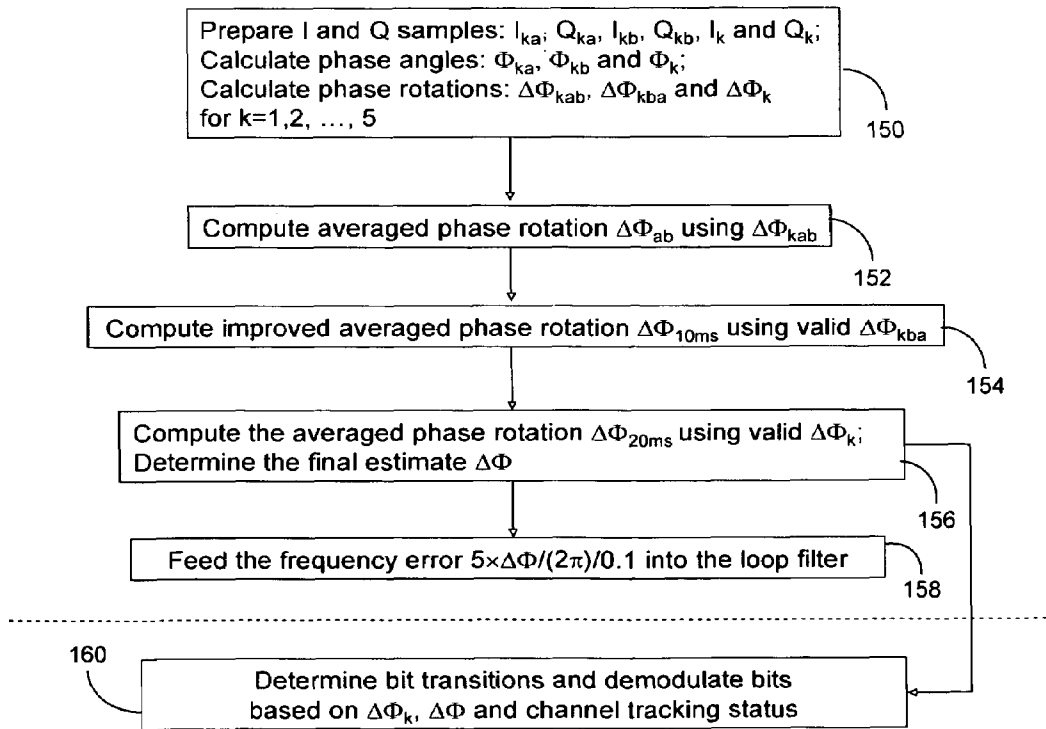 Prepare I and Q samples: Iₖₐ, Qₖₐ, Iₖb, Qₖb, Iₖ and Qₖ;
Calculate phase angles: Φₖₐ, Φₖb and Φₖ;
Calculate phase rotations: ΔΦₖₐb, ΔΦₖbₐ and ΔΦₖ
for k=1,2, ..., 5
150
Compute averaged phase rotation ΔΦₐb using ΔΦₖₐb
152
Compute improved averaged phase rotation ΔΦ₁₀ₘₛ using valid ΔΦₖbₐ
154
Compute the averaged phase rotation ΔΦ₂₀ₘₛ using valid ΔΦₖ;
Determine the final estimate ΔΦ
156
Feed the frequency error 5×ΔΦ/(2π)/0.1 into the loop filter
158
160
Determine bit transitions and demodulate bits
based on ΔΦₖ, ΔΦ and channel tracking status